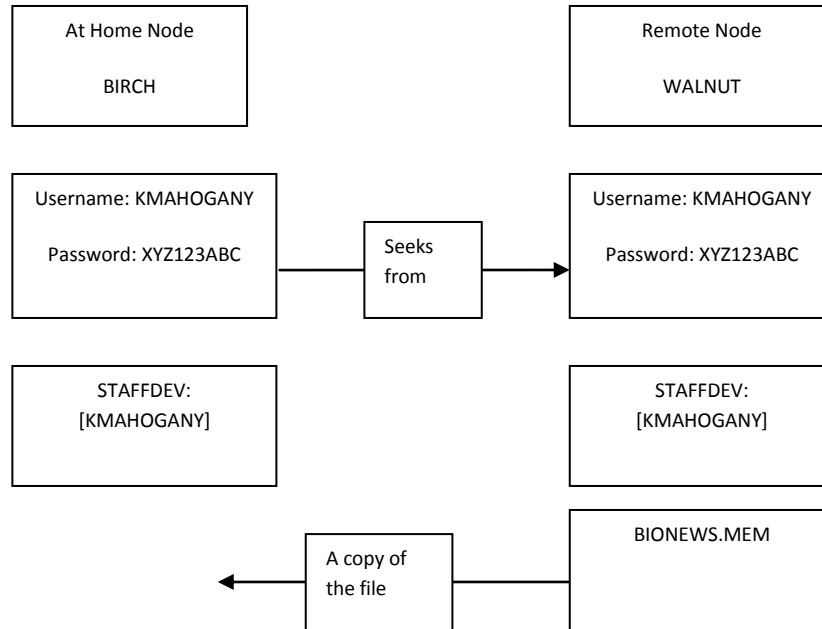 At Home Node
BIRCH
Remote Node
WALNUT
Username: KMAHOGANY
Password: XYZ123ABC
Seeks
from
Username: KMAHOGANY
Password: XYZ123ABC
STAFFDEV:
[KMAHOGANY]
STAFFDEV:
[KMAHOGANY]
A copy of
the file
BIONEWS.MEM